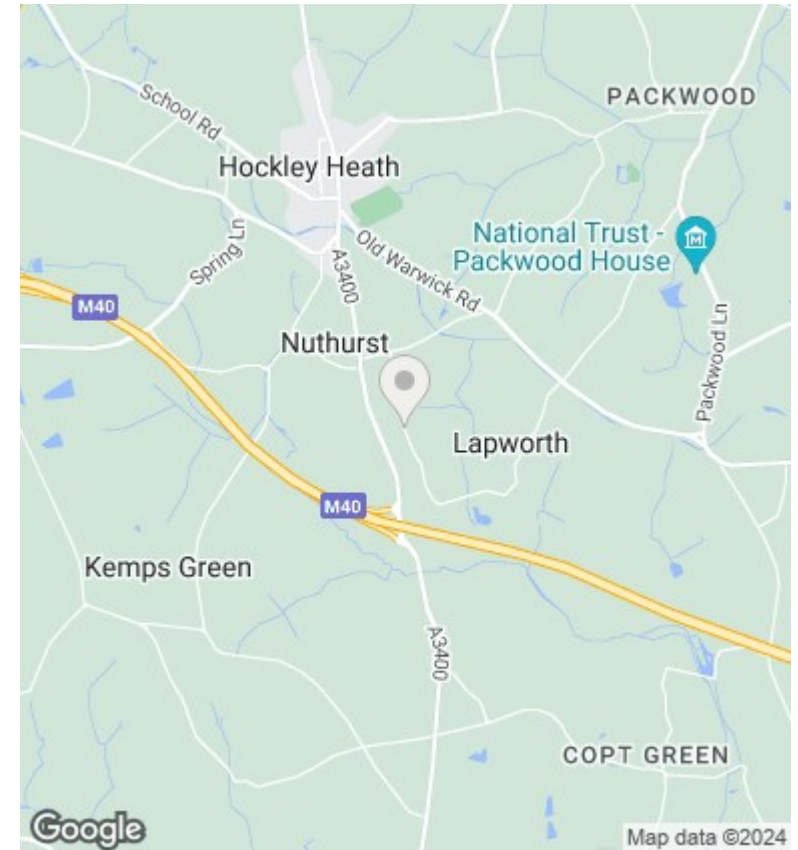 PACKWOOD
School Rd
Hockley Heath
National Trust -
Packwood House
Old Warwick Rd
Spring Ln
A3400
M40
Nuthurst
Packwood Ln
Lapworth
M40
Kemps Green
A3400
COPT GREEN
Google
Map data ©2024